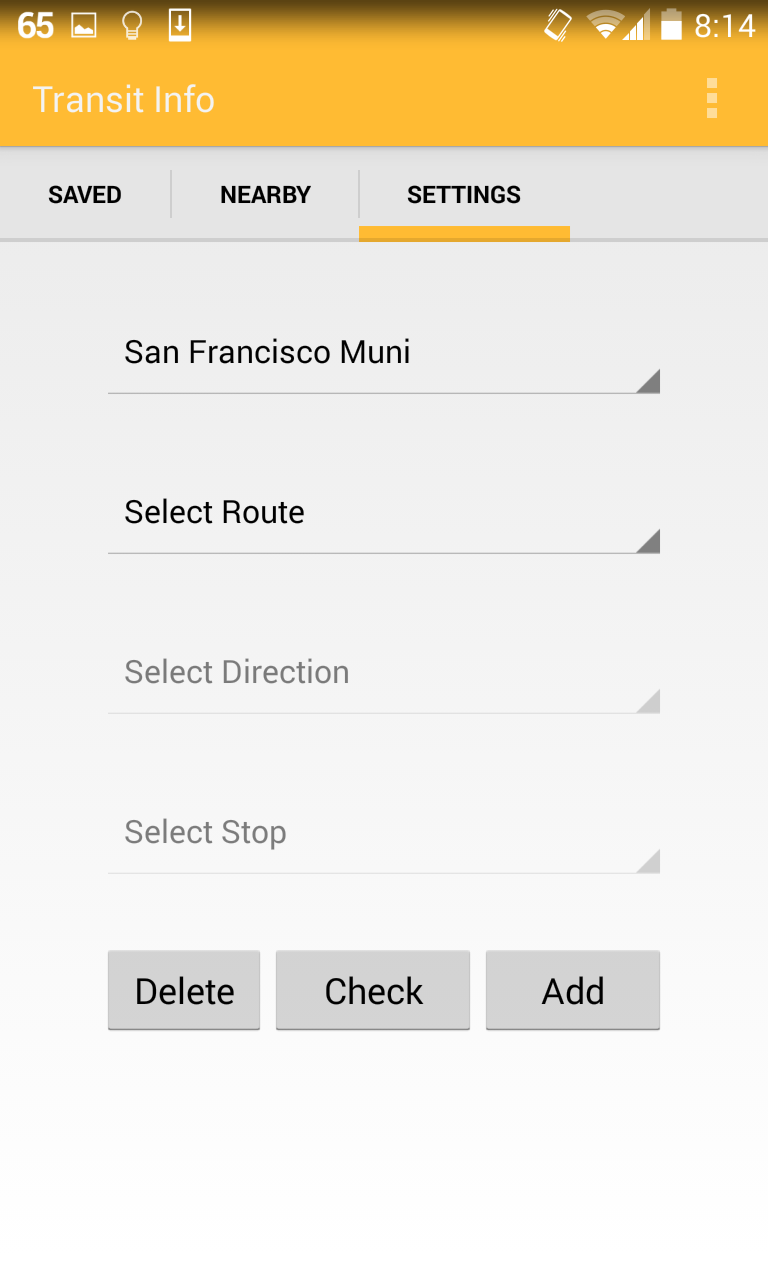 65 8:14
Transit Info
SAVED NEARBY SETTINGS
San Francisco Muni
Select Route
Select Direction
Select Stop
Delete Check Add